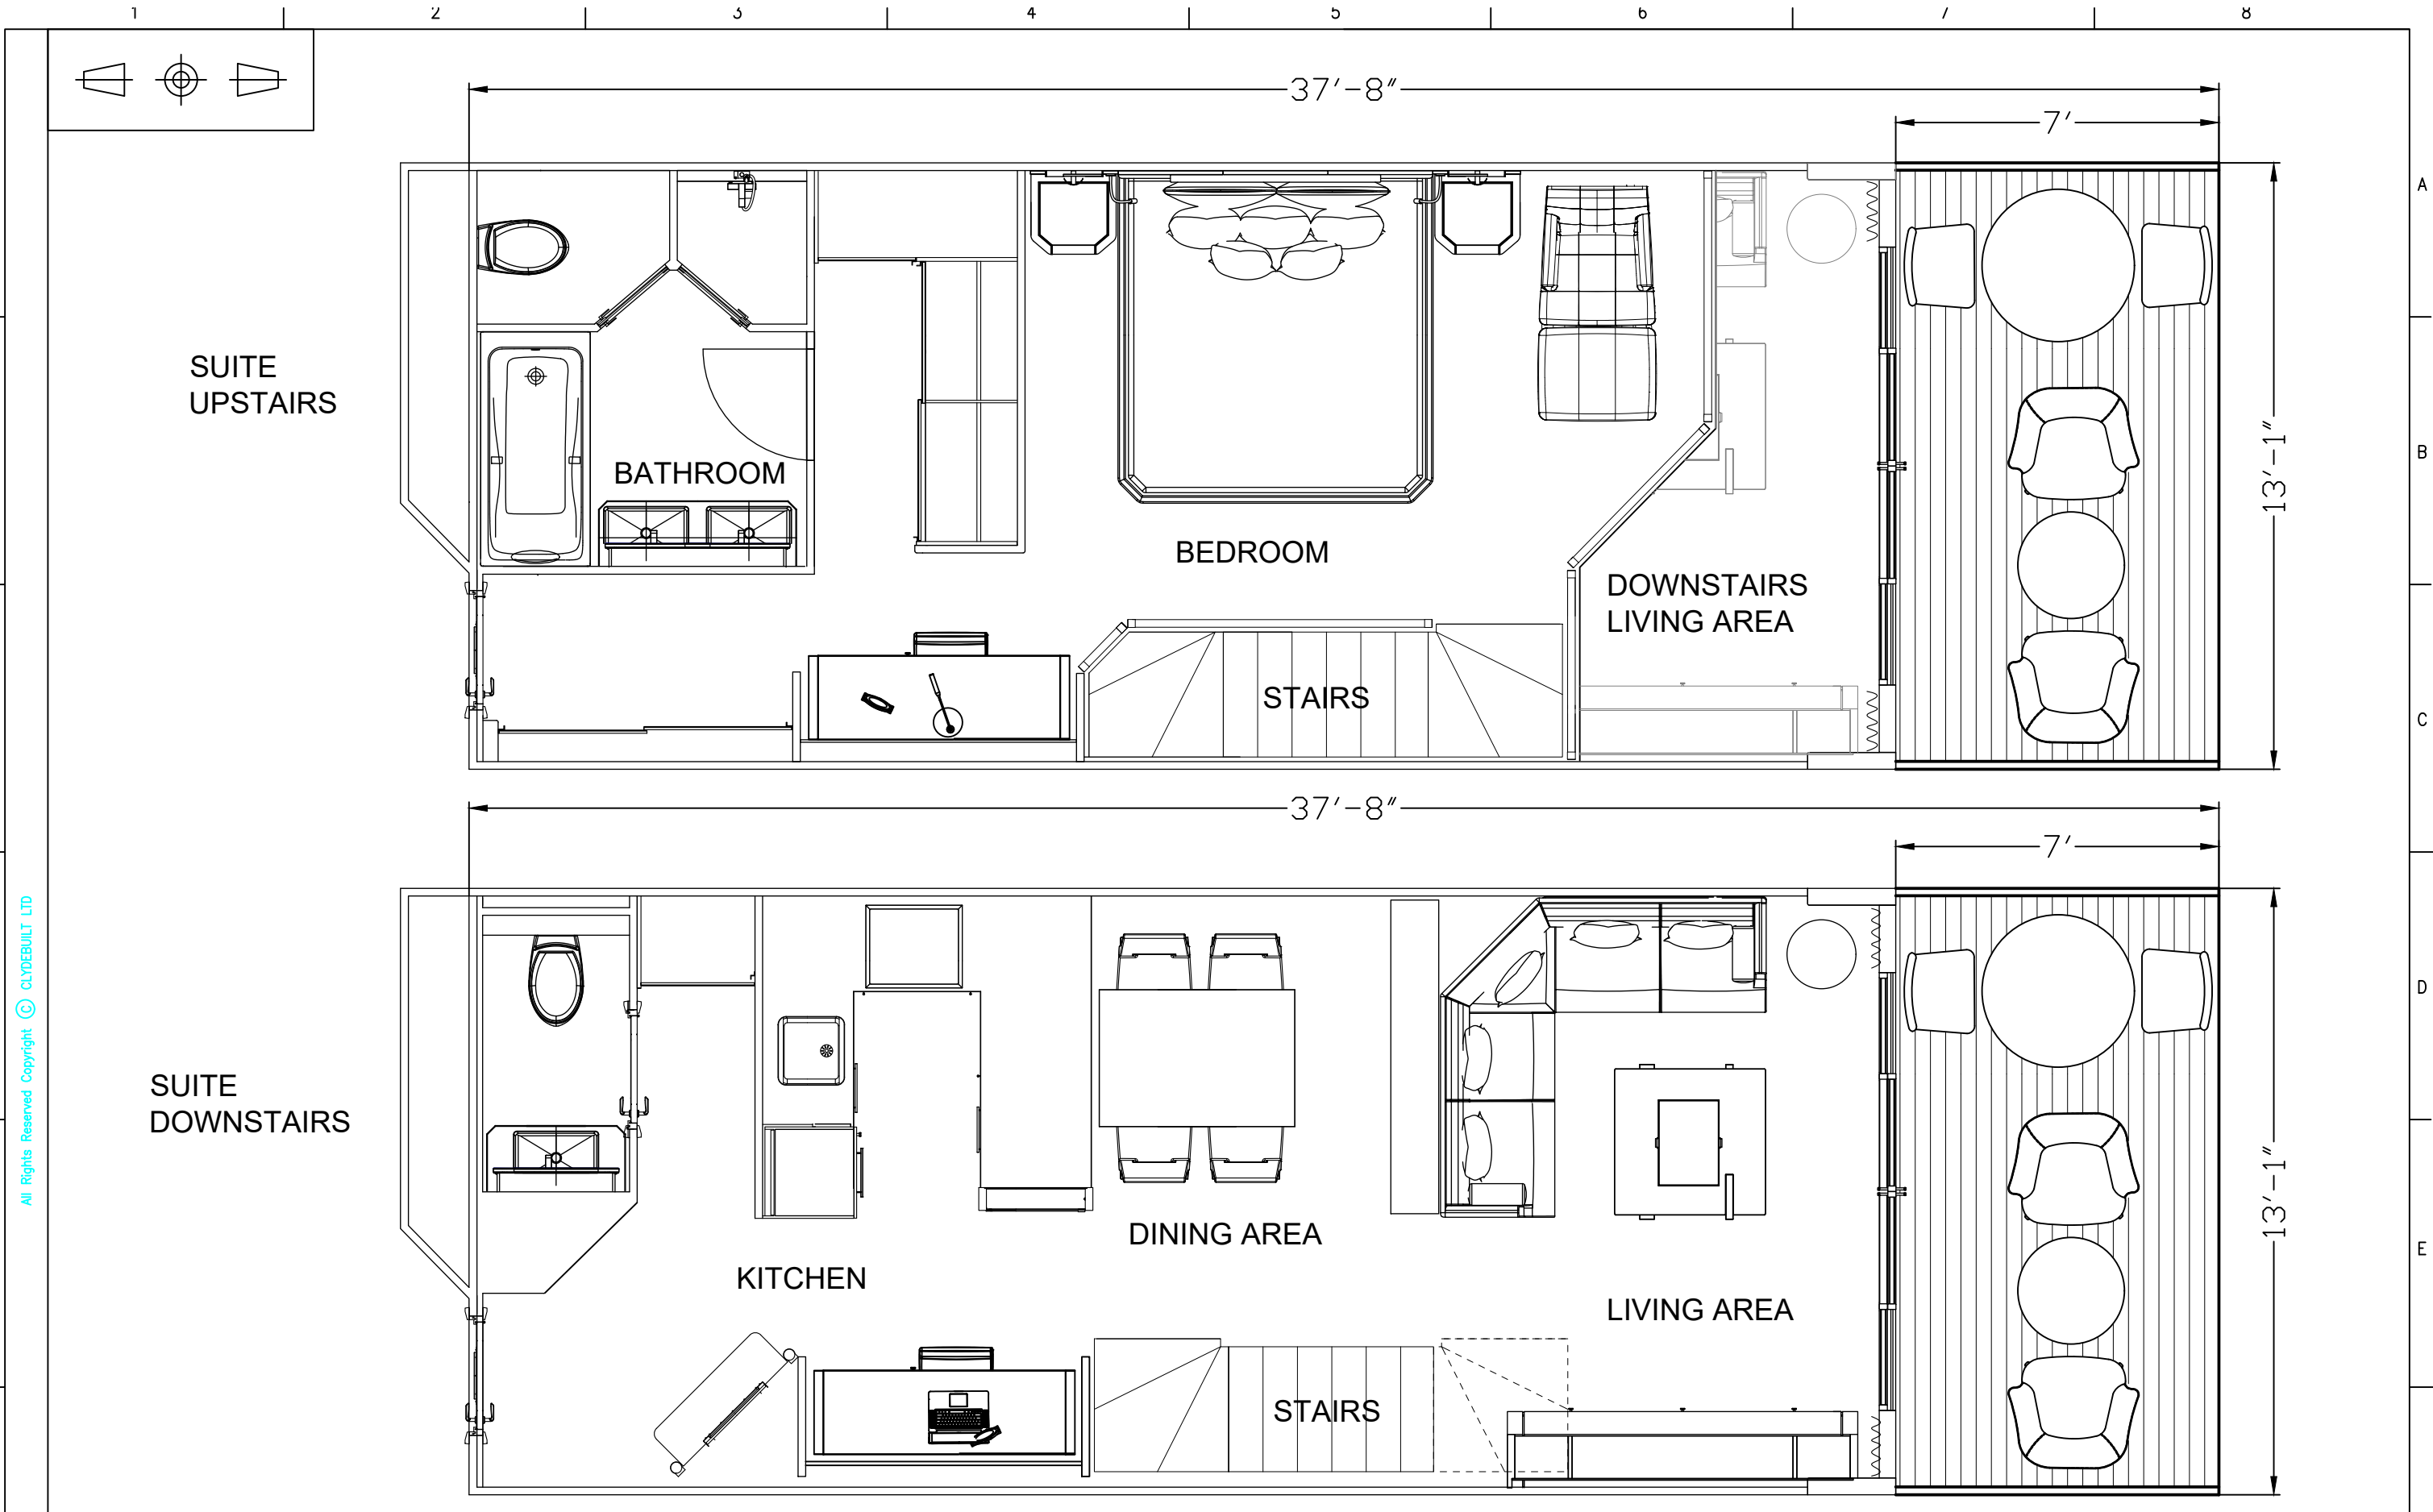 1 2 3 4 5 6 7 8
37'-8"
7'
A
SUITE
UPSTAIRS
BATHROOM
B
13'-1"
BEDROOM
DOWNSTAIRS
LIVING AREA
STAIRS
C
37'-8"
7'
All Rights Reserved Copyright © CLYDEBUILT LTD
D
SUITE
DOWNSTAIRS
13'-1"
DINING AREA
E
KITCHEN
LIVING AREA
STAIRS